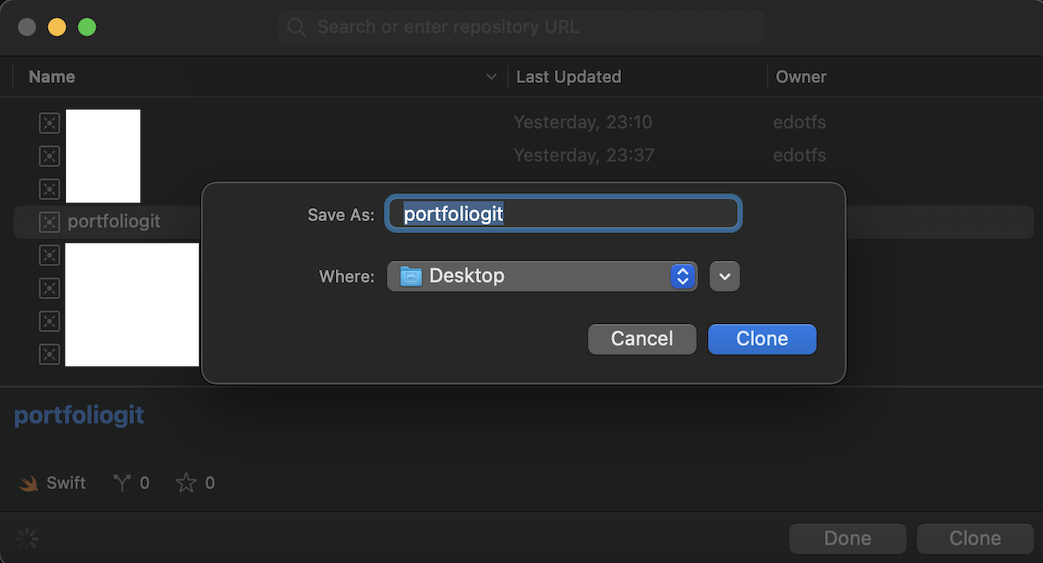 Search or enter repository URL
Name
Last Updated
Owner
Yesterday, 23:10
edotfs
Yesterday, 23:37
edotfs
portfoliogit
Save As:
portfoliogit
Where:
Desktop
Cancel
Clone
portfoliogit
Swift
0
0
Done
Clone